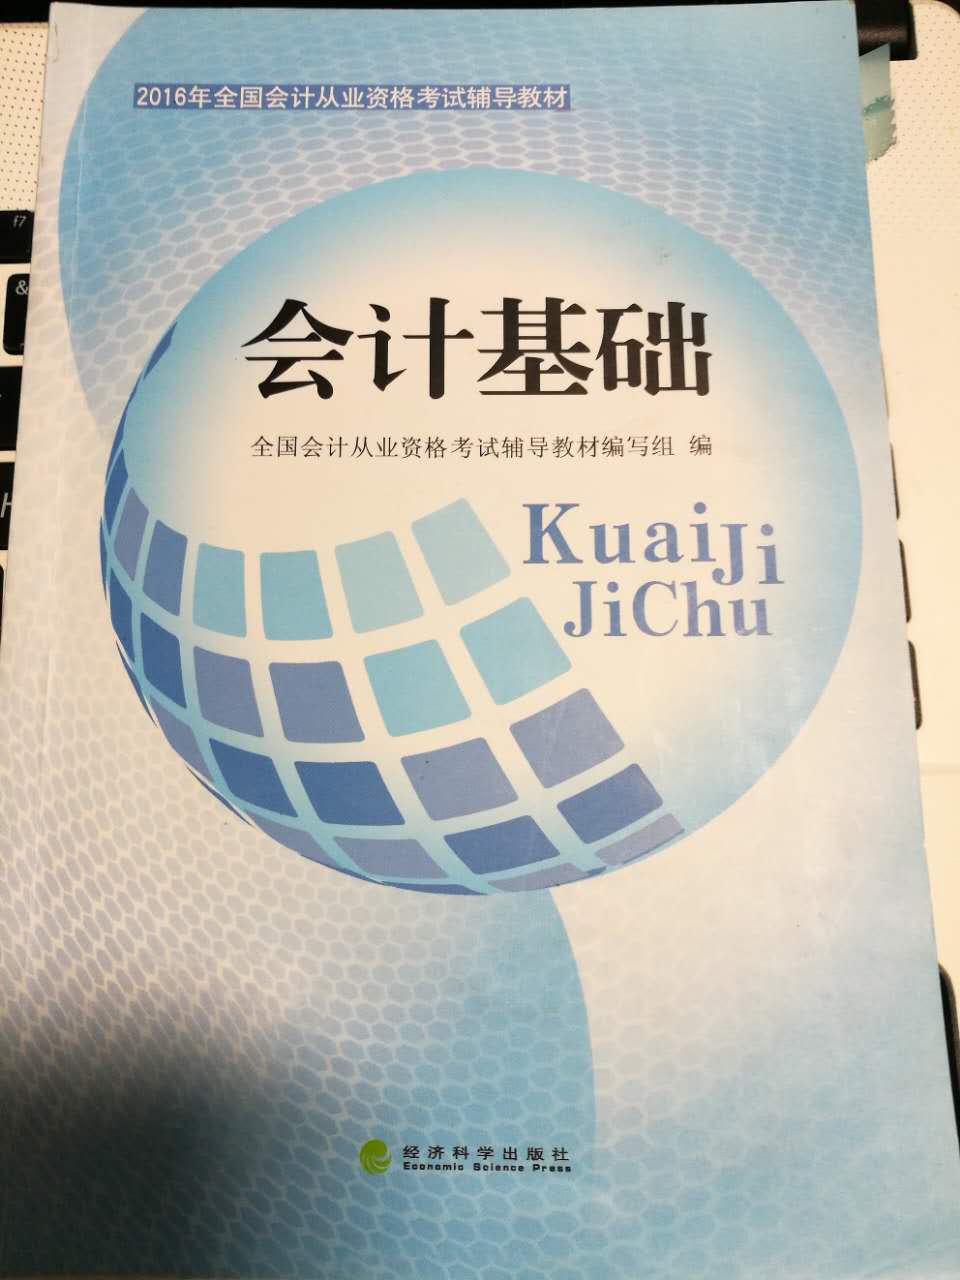 2016年全国会计从业资格考试辅导教材
会计基础
全国会计从业资格考试辅导教材编写组 编
KuaiJi
JiChu
经济科学出版社
Economic Science Press
f7
&
H